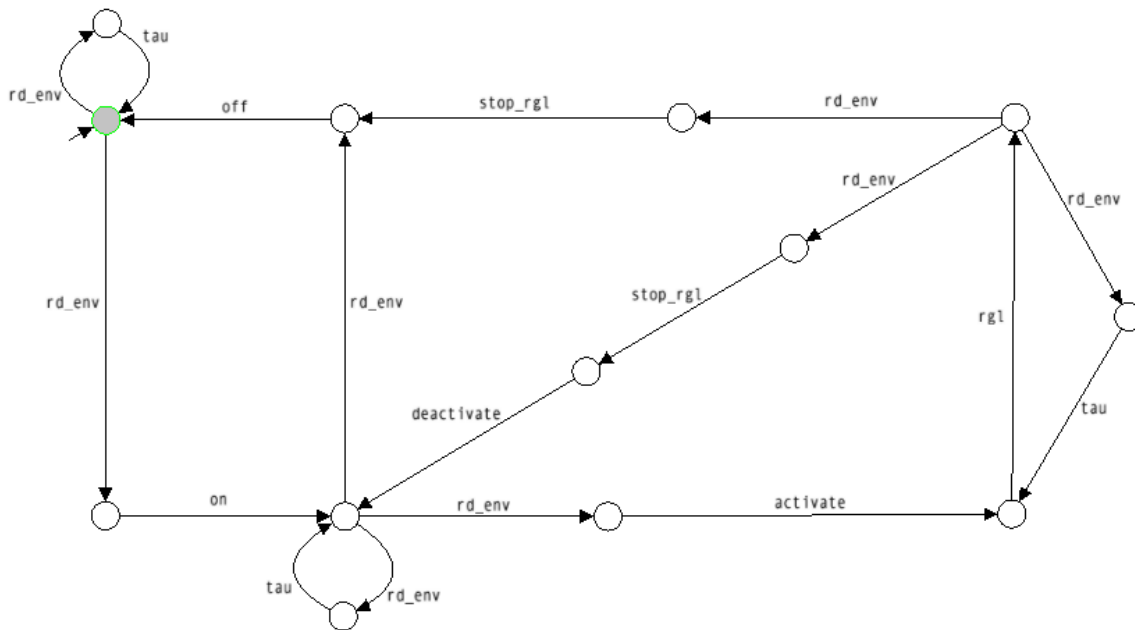 tau
rd_env
off
stop_rgl
rd_env
rd_env
rd_env
stop_rgl
rd_env
rd_env
rgl
deactivate
tau
on
rd_env
activate
tau
rd_env